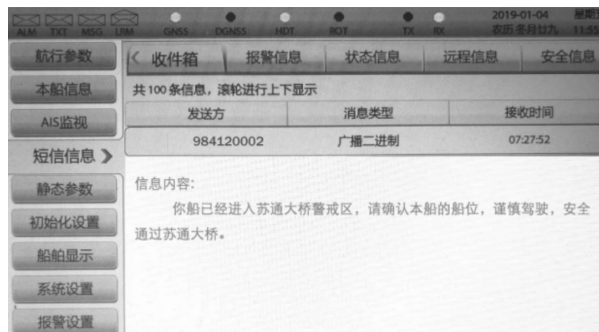 ALM TXT MSG LRM GNSS DGNSS HDT ROT TX RX
2019-01-04 星期
农历冬月廿九 11:55
航行参数
收件箱 报警信息 状态信息 远程信息 安全信息
本船信息
共100条信息，滚轮进行上下显示
AIS监视
发送方 消息类型 接收时间
984120002 广播二进制 07:27:52
短信信息
静态参数
信息内容:
你船已经进入苏通大桥警戒区，请确认本船的船位，谨慎驾驶，安全
通过苏通大桥。
初始化设置
船舶显示
系统设置
报警设置